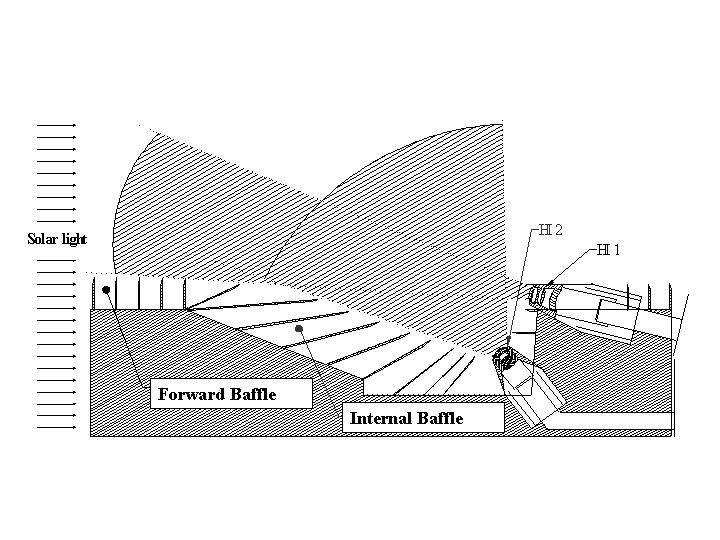 HI 2
Solar light
HI 1
Forward Baffle
Internal Baffle